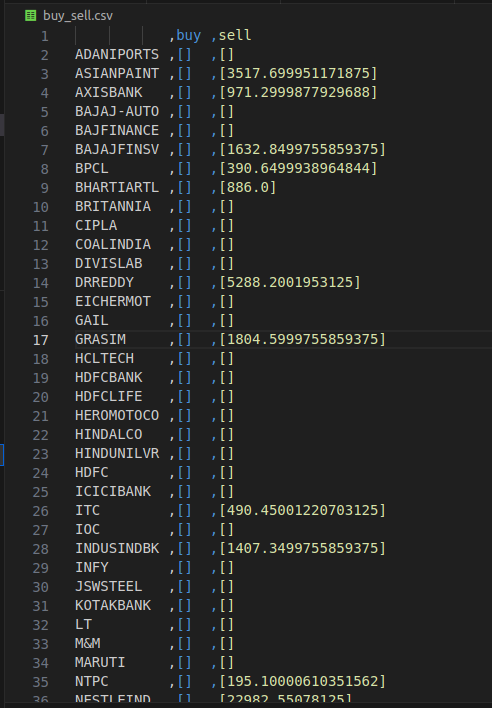 buy_sell.csv
1 ,buy ,sell
2 ADANIPORTS ,[] ,[]
3 ASIANPAINT ,[] ,[3517.699951171875]
4 AXISBANK ,[] ,[971.2999877929688]
5 BAJAJ-AUTO ,[] ,[]
6 BAJFINANCE ,[] ,[]
7 BAJAJFINSV ,[] ,[1632.8499755859375]
8 BPCL ,[] ,[390.6499938964844]
9 BHARTIARTL ,[] ,[886.0]
10 BRITANNIA ,[] ,[]
11 CIPLA ,[] ,[]
12 COALINDIA ,[] ,[]
13 DIVISLAB ,[] ,[]
14 DRREDDY ,[] ,[5288.2001953125]
15 EICHERMOT ,[] ,[]
16 GAIL ,[] ,[]
17 GRASIM ,[] ,[1804.5999755859375]
18 HCLTECH ,[] ,[]
19 HDFCBANK ,[] ,[]
20 HDFCLIFE ,[] ,[]
21 HEROMOTOCO ,[] ,[]
22 HINDALCO ,[] ,[]
23 HINDUNILVR ,[] ,[]
24 HDFC ,[] ,[]
25 ICICIBANK ,[] ,[]
26 ITC ,[] ,[490.45001220703125]
27 IOC ,[] ,[]
28 INDUSINDBK ,[] ,[1407.3499755859375]
29 INFY ,[] ,[]
30 JSWSTEEL ,[] ,[]
31 KOTAKBANK ,[] ,[]
32 LT ,[] ,[]
33 M&M ,[] ,[]
34 MARUTI ,[] ,[]
35 NTPC ,[] ,[195.10000610351562]
36 NESTLEIND ,[] ,[22982.55078125]